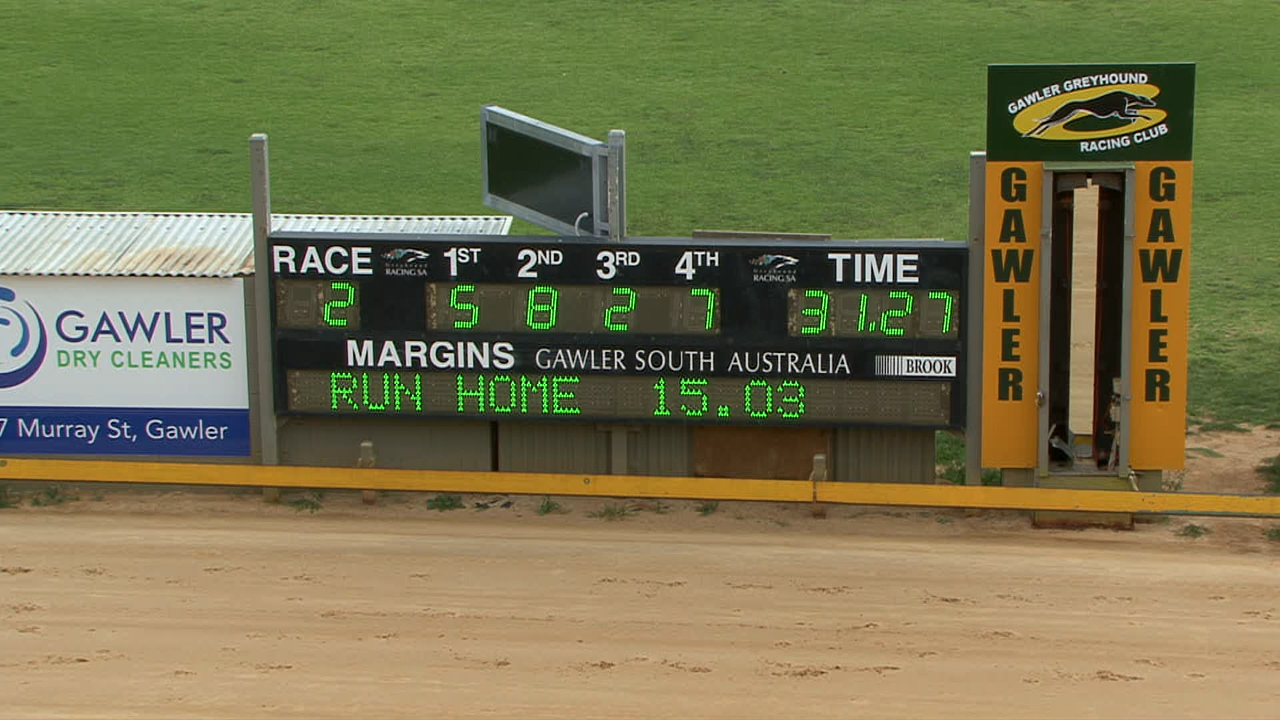 GAWLER GREYHOUND
RACING CLUB
GAWLER
GAWLER
RACE
RACING SA
1ST
2ND
3RD
4TH
Greyhound
RACING SA
TIME
2
5
8
2
7
31.27
MARGINS
GAWLER SOUTH AUSTRALIA
BROOK
RUN HOME 15.03
GAWLER
DRY CLEANERS
7 Murray St, Gawler